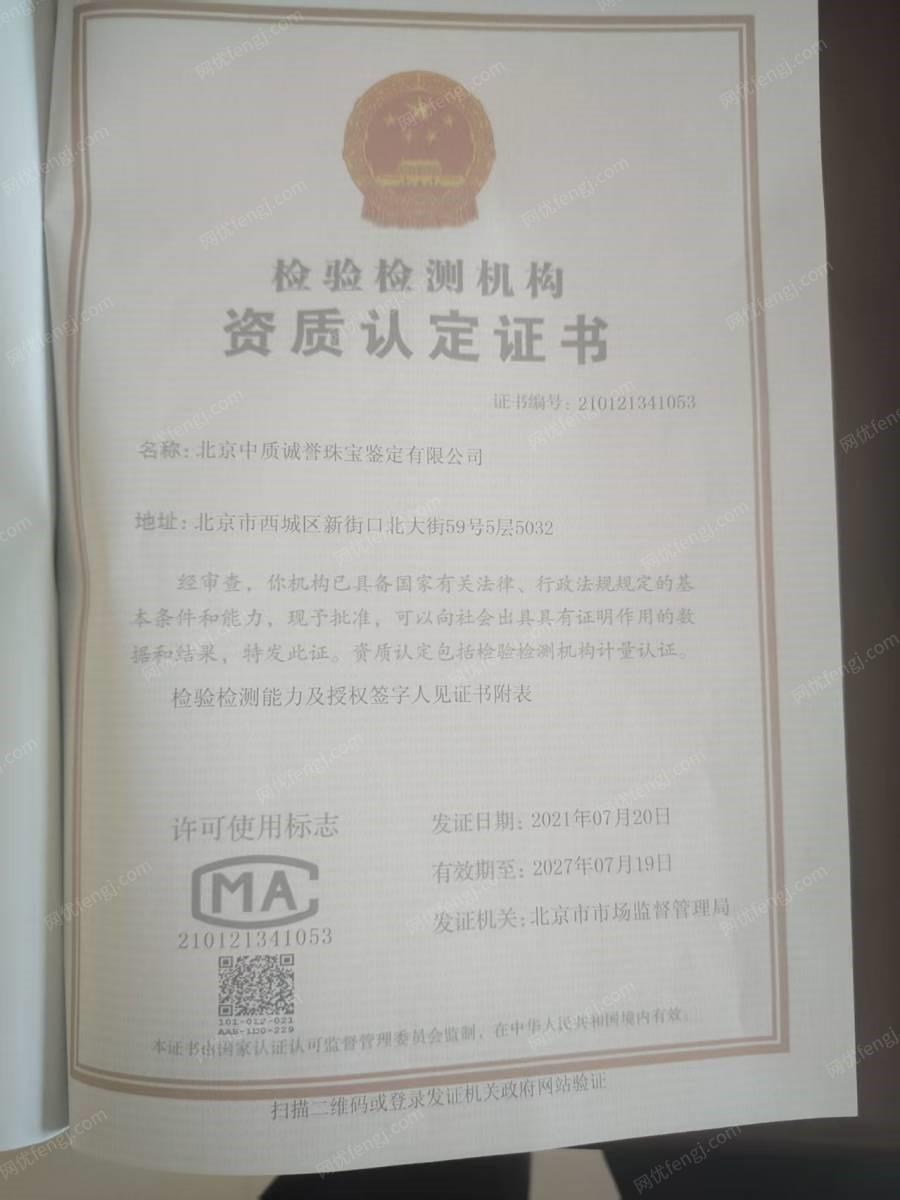 检验检测机构
资质认定证书
证书编号：210121341053
名称：北京中质诚誉珠宝鉴定有限公司
地址：北京市西城区新街口北大街59号5层5032
经审查，你机构已具备国家有关法律、行政法规规定的基
本条件和能力，现予批准，可以向社会出具具有证明作用的数
据和结果，特发此证。资质认定包括检验检测机构计量认证。
检验检测能力及授权签字人见证书附表
许可使用标志
MA
210121341053
发证日期：2021年07月20日
有效期至：2027年07月19日
发证机关：北京市市场监督管理局
101-012-021
本证书由国家认证认可监督管理委员会监制，在中华人民共和国境内有效。
扫描二维码或登录发证机关政府网站验证
网优fengj.com